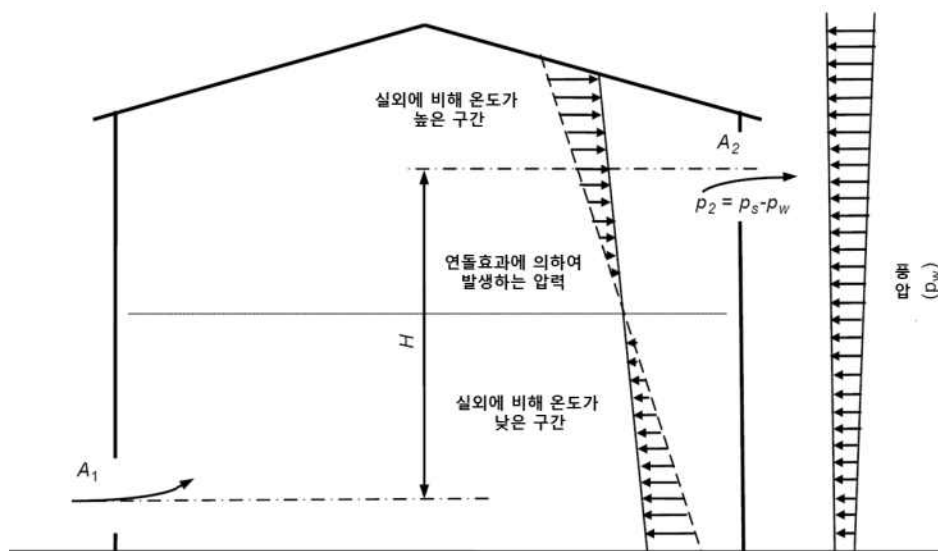 실외에 비해 온도가
높은 구간
A2
p2 = ps-pw
연돌효과에 의하여
발생하는 압력
풍압 (pw)
H
실외에 비해 온도가
낮은 구간
A1